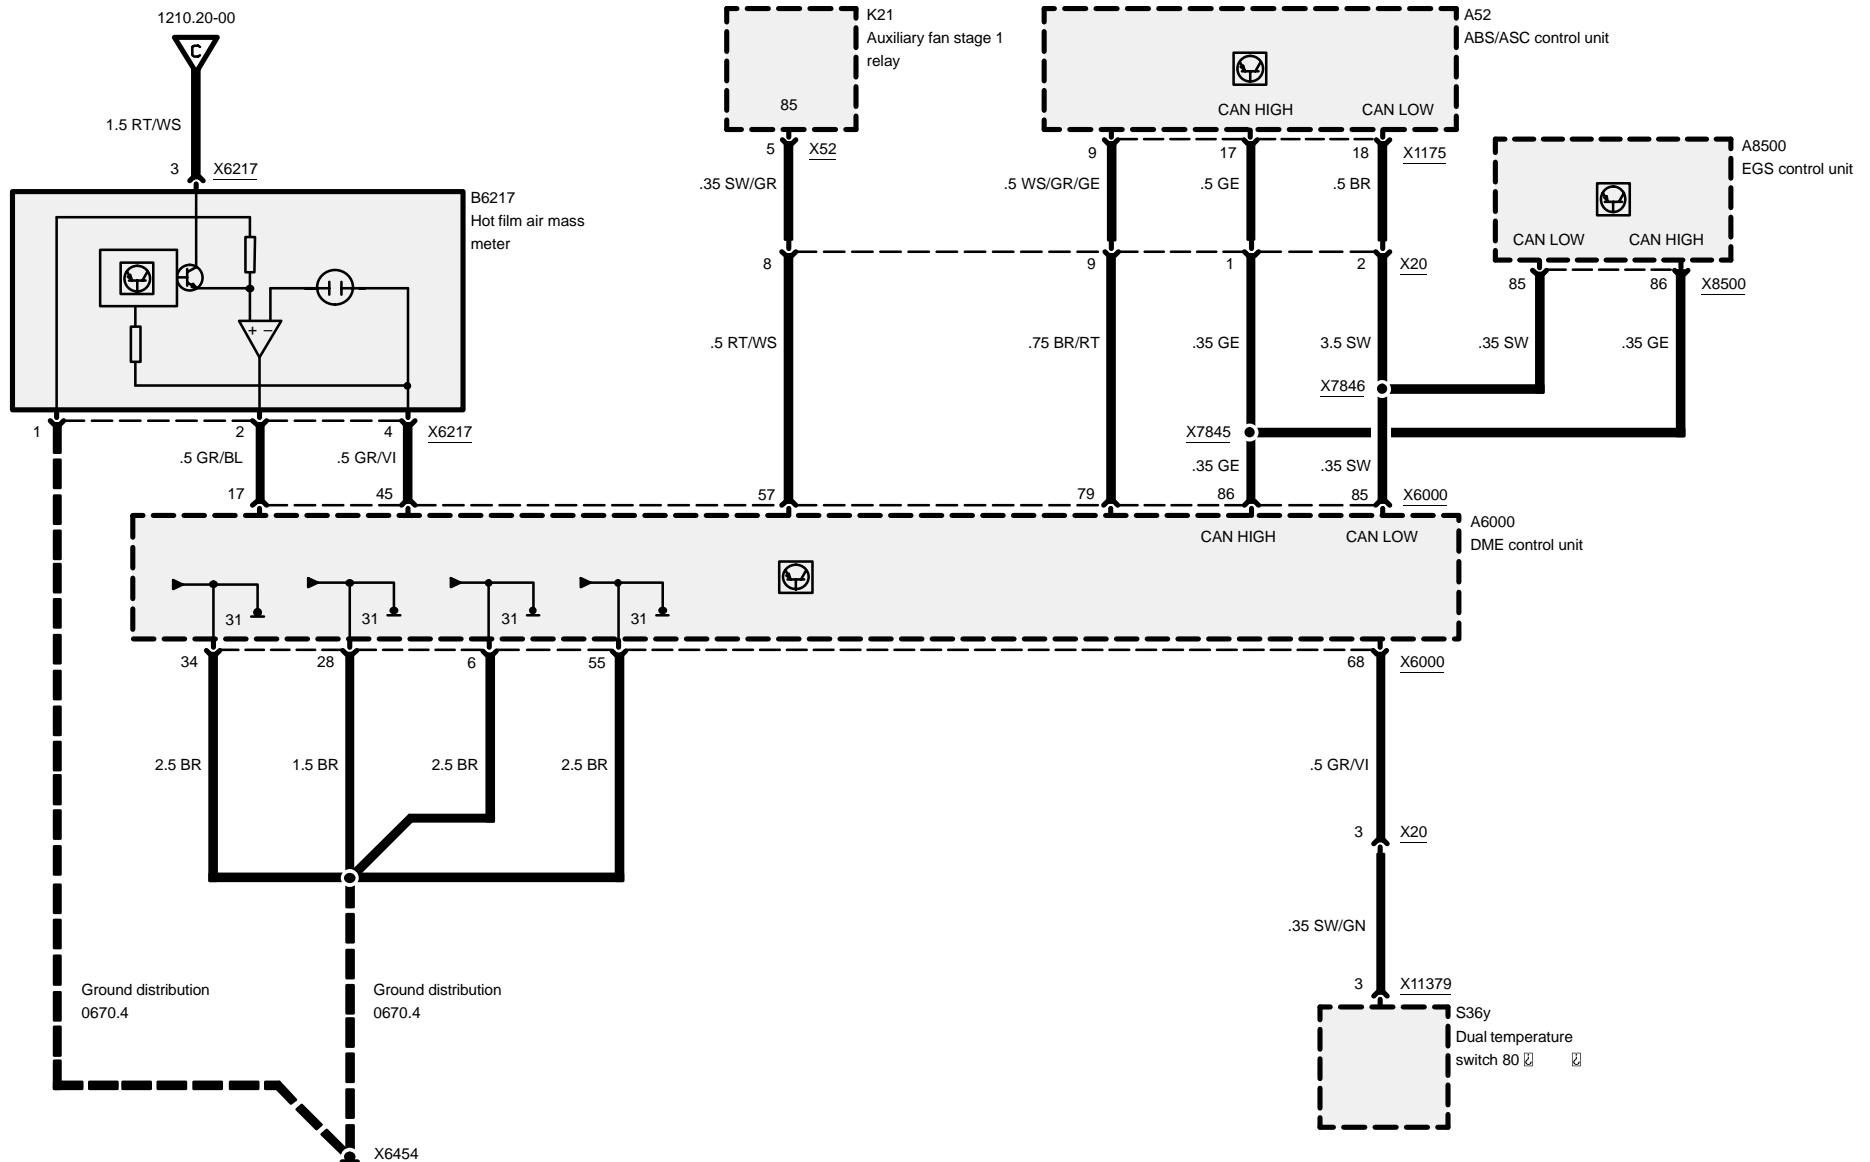 1210.20-00
C
1.5 RT/WS
3 X6217
B6217
Hot film air mass
meter
+ −
1 2 4 X6217
.5 GR/BL .5 GR/VI
17 45
K21
Auxiliary fan stage 1
relay
85
5 X52
.35 SW/GR
8
.5 RT/WS
57
A52
ABS/ASC control unit
CAN HIGH CAN LOW
9 17 18 X1175
.5 WS/GR/GE .5 GE .5 BR
9 1 2 X20
.75 BR/RT .35 GE 3.5 SW
X7846
X7845
.35 GE .35 SW
79 86 85 X6000
A8500
EGS control unit
CAN LOW CAN HIGH
85 86 X8500
.35 SW .35 GE
A6000
DME control unit
CAN HIGH CAN LOW
31 31 31 31
34 28 6 55 68 X6000
2.5 BR 1.5 BR 2.5 BR 2.5 BR .5 GR/VI
3 X20
.35 SW/GN
3 X11379
S36y
Dual temperature
switch 80
Ground distribution
0670.4
Ground distribution
0670.4
X6454